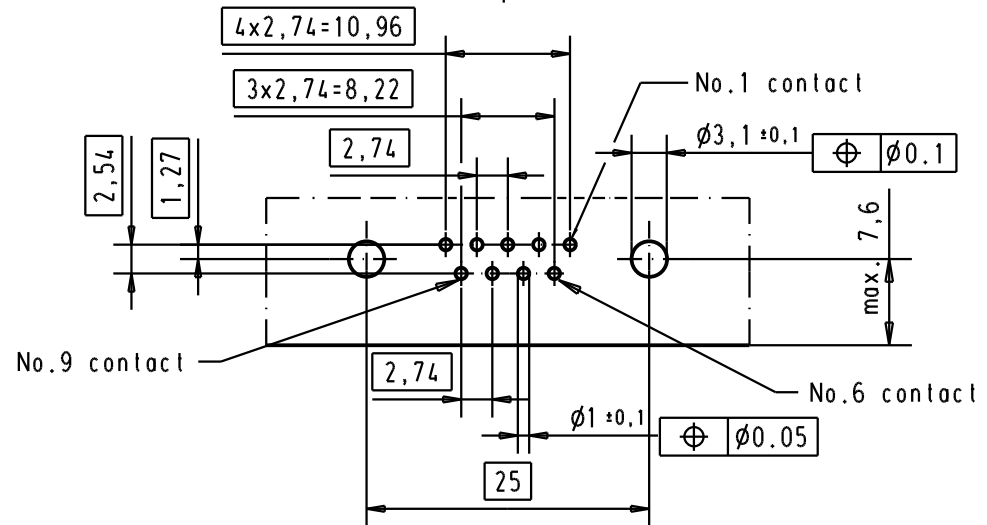 4x2,74=10,96
No.1 contact
3x2,74=8,22
2,74
Ø3,1 ±0,1
⌖ Ø0.1
2,54
1,27
max. 7,6
No.9 contact
2,74
No.6 contact
Ø1 ±0,1
⌖ Ø0.05
25